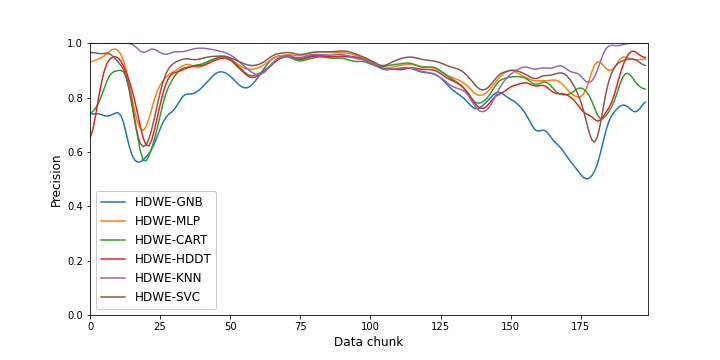 1.0
0.8
0.6
0.4
0.2
0.0
Precision
HDWE-GNB
HDWE-MLP
HDWE-CART
HDWE-HDDT
HDWE-KNN
HDWE-SVC
0 25 50 75 100 125 150 175
Data chunk